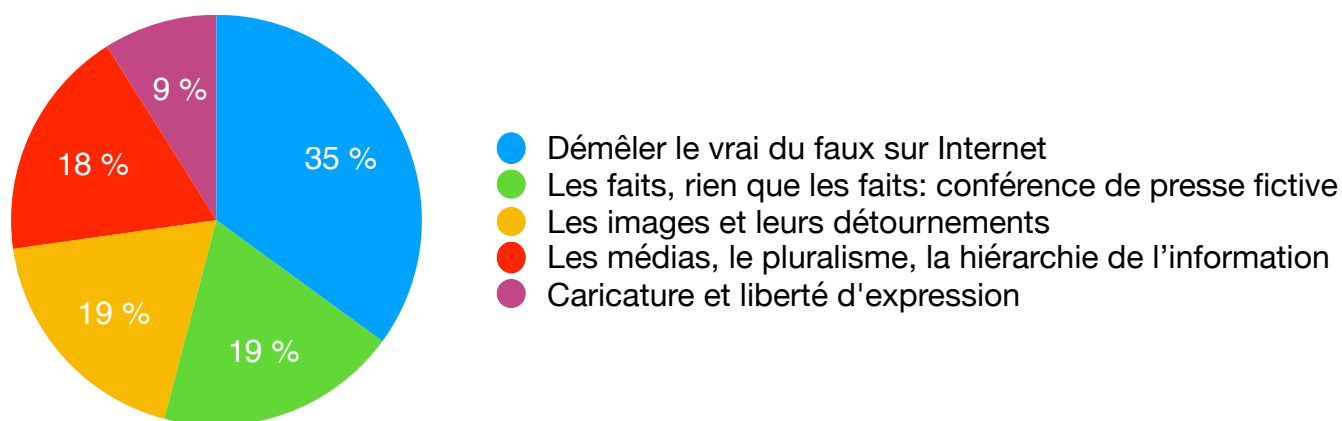 9 %
35 %
18 %
19 %
19 %
Démêler le vrai du faux sur Internet
Les faits, rien que les faits: conférence de presse fictive
Les images et leurs détournements
Les médias, le pluralisme, la hiérarchie de l’information
Caricature et liberté d'expression